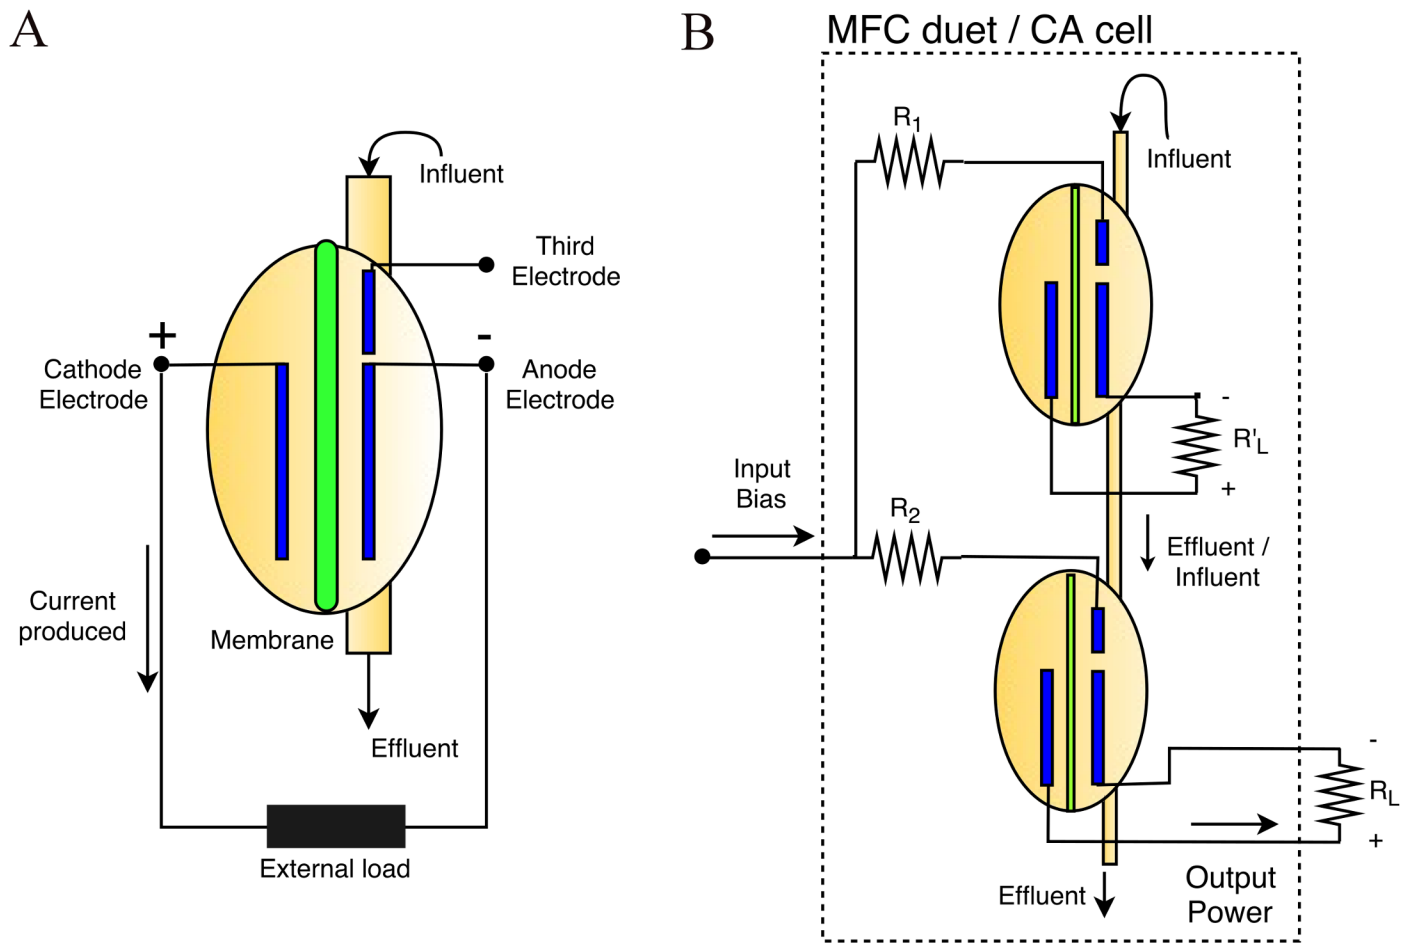 A
Influent
Third
Electrode
+
-
Cathode
Electrode
Anode
Electrode
Current
produced
Membrane
Effluent
External load
B
MFC duet / CA cell
R1
Influent
-
R'L
+
Input
Bias
R2
Effluent /
Influent
-
RL
+
Output
Power
Effluent